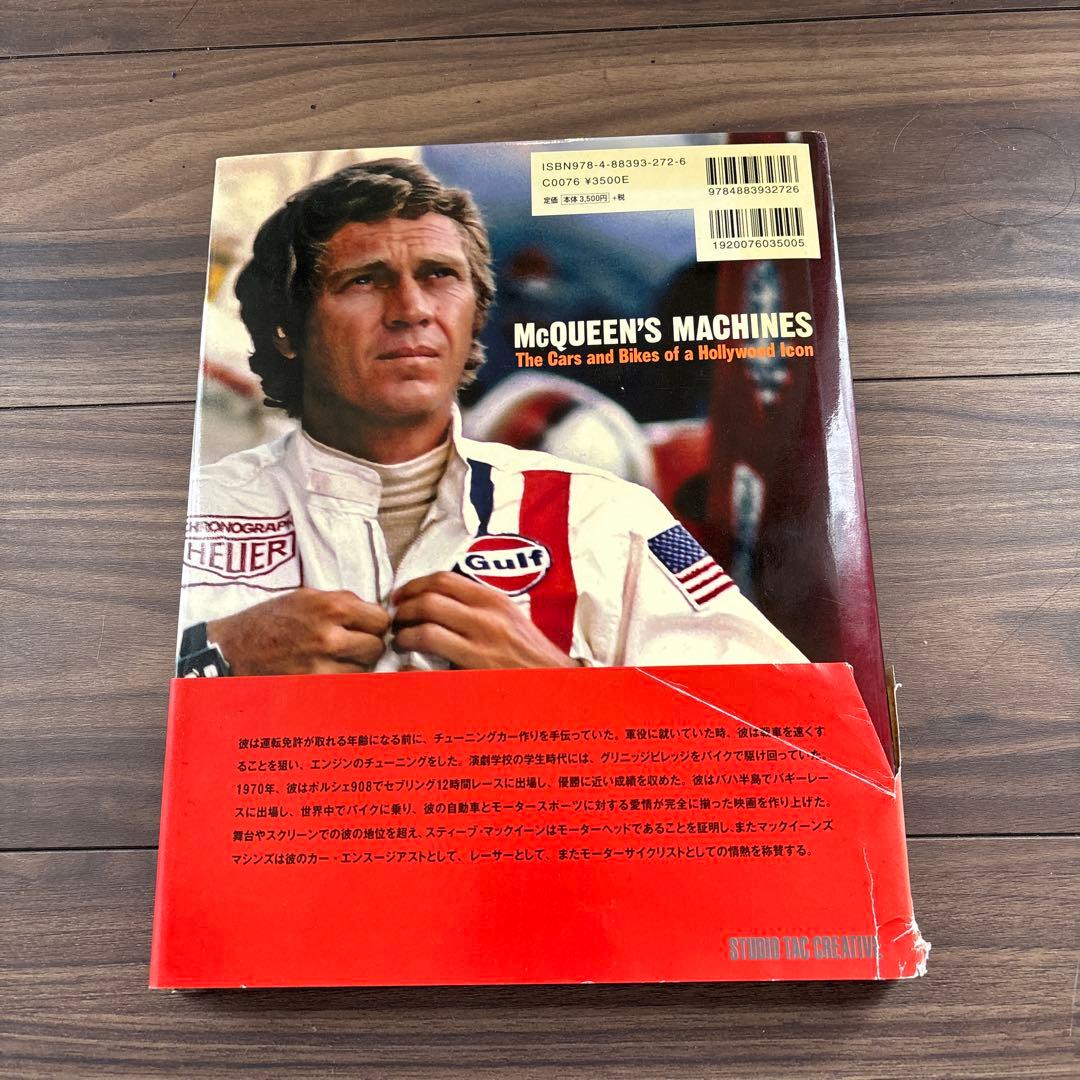 ISBN978-4-88393-272-6
C0076 ¥3500E
定価 本体3,500円 +税
9784883932726
1920076035005
McQUEEN'S MACHINES
The Cars and Bikes of a Hollywood Icon
CHRONOGRAPH
HEUER
Gulf
彼は運転免許が取れる年齢になる前に、チューニングカー作りを手伝っていた。軍役に就いていた時、彼は戦車を速くす
ることを狙い、エンジンのチューニングをした。演劇学校の学生時代には、グリニッジビレッジをバイクで駆け回っていた。
1970年、彼はポルシェ908でセブリング12時間レースに出場し、優勝に近い成績を収めた。彼はバハ半島でバギーレー
スに出場し、世界中でバイクに乗り、彼の自動車とモータースポーツに対する愛情が完全に揃った映画を作り上げた。
舞台やスクリーンでの彼の地位を超え、スティーブ・マックイーンはモーターヘッドであることを証明し、またマックイーンズ
マシンズは彼のカー・エンスージアストとして、レーサーとして、またモーターサイクリストとしての情熱を称賛する。
STUDIO TAC CREATIVE